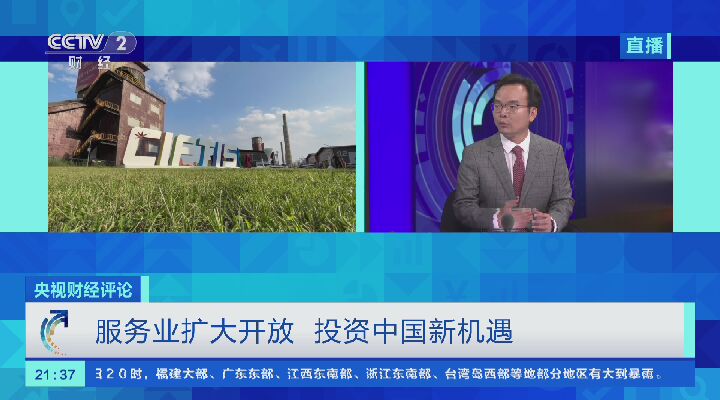 CCTV 2
财经
直播
CIFTIS
央视财经评论
服务业扩大开放 投资中国新机遇
21:37
320时,福建大部、广东东部、江西东南部、浙江东南部、台湾岛西部等地部分地区有大到暴雨。